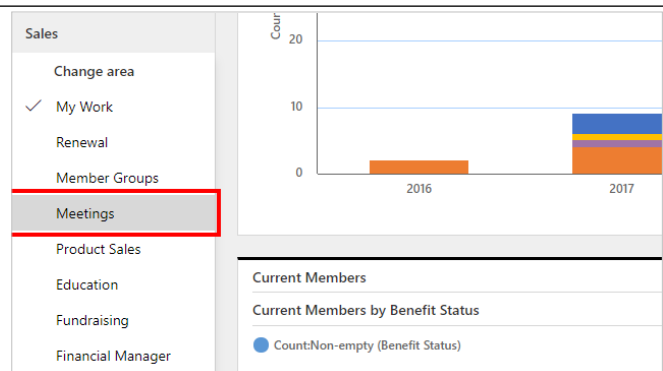 Sales
Change area
My Work
Renewal
Member Groups
Meetings
Product Sales
Education
Fundraising
Financial Manager
20
10
0
2016
2017
Current Members
Current Members by Benefit Status
Count:Non-empty (Benefit Status)